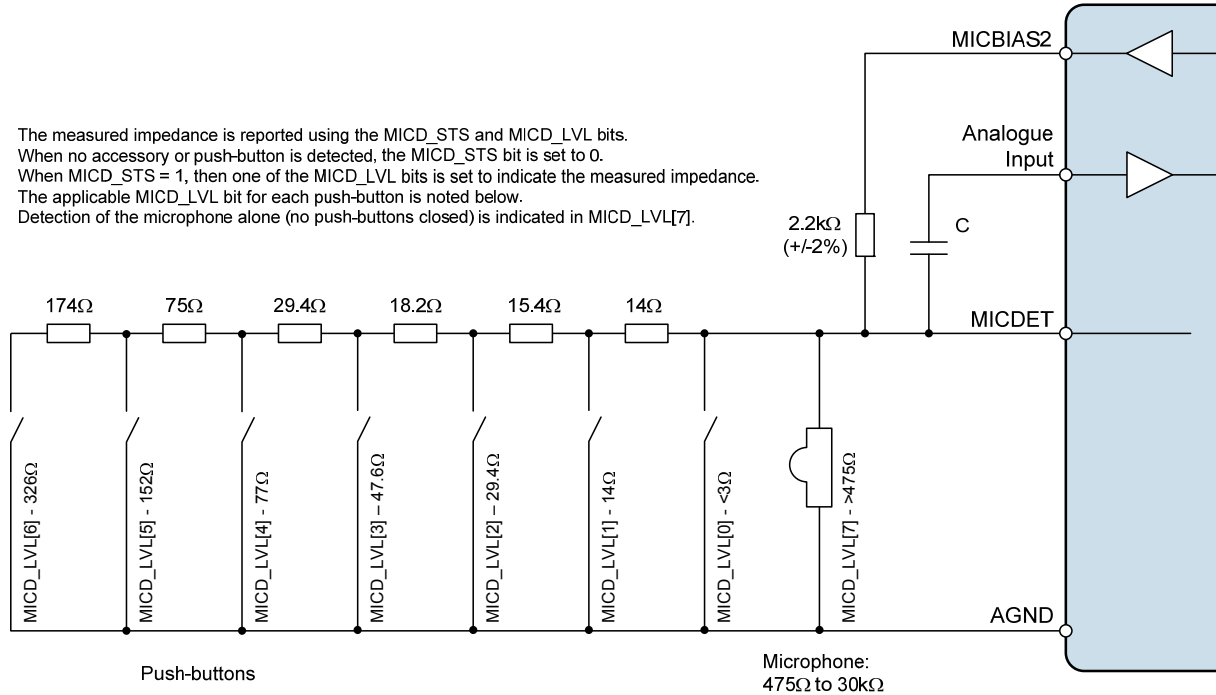 MICBIAS2
The measured impedance is reported using the MICD_STS and MICD_LVL bits.
When no accessory or push-button is detected, the MICD_STS bit is set to 0.
When MICD_STS = 1, then one of the MICD_LVL bits is set to indicate the measured impedance.
The applicable MICD_LVL bit for each push-button is noted below.
Detection of the microphone alone (no push-buttons closed) is indicated in MICD_LVL[7].
Analogue
Input
2.2kΩ
(+/-2%)
C
174Ω
75Ω
29.4Ω
18.2Ω
15.4Ω
14Ω
MICDET
MICD_LVL[6] - 326Ω
MICD_LVL[5] - 152Ω
MICD_LVL[4] - 77Ω
MICD_LVL[3] – 47.6Ω
MICD_LVL[2] – 29.4Ω
MICD_LVL[1] - 14Ω
MICD_LVL[0] - <3Ω
MICD_LVL[7] - >475Ω
AGND
Push-buttons
Microphone:
475Ω to 30kΩ